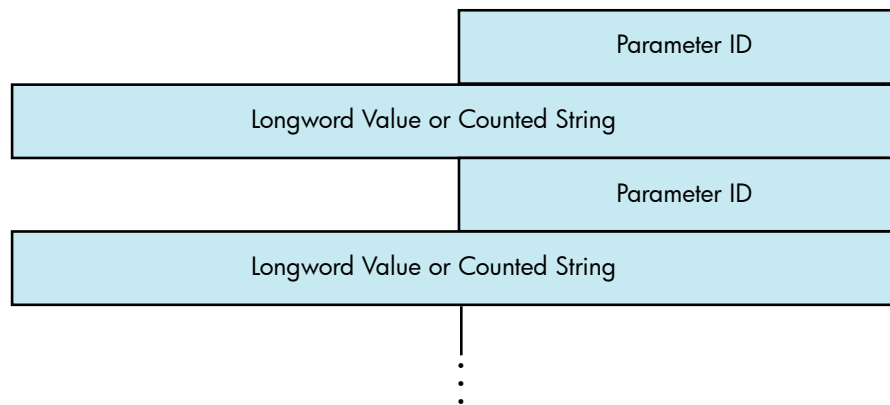 Parameter ID
Longword Value or Counted String
Parameter ID
Longword Value or Counted String